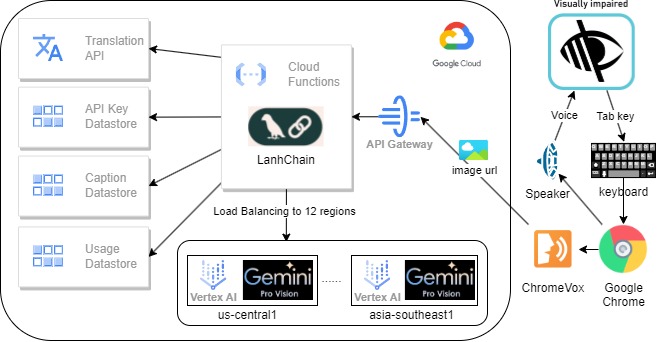 Visually impaired
Translation
API
Cloud
Functions
Google Cloud
API Key
Datastore
LanhChain
API Gateway
Voice
Tab key
image url
Speaker
keyboard
Caption
Datastore
Load Balancing to 12 regions
Usage
Datastore
Vertex AI
Gemini
Pro Vision
......
Vertex AI
Gemini
Pro Vision
us-central1
asia-southeast1
ChromeVox
Google
Chrome